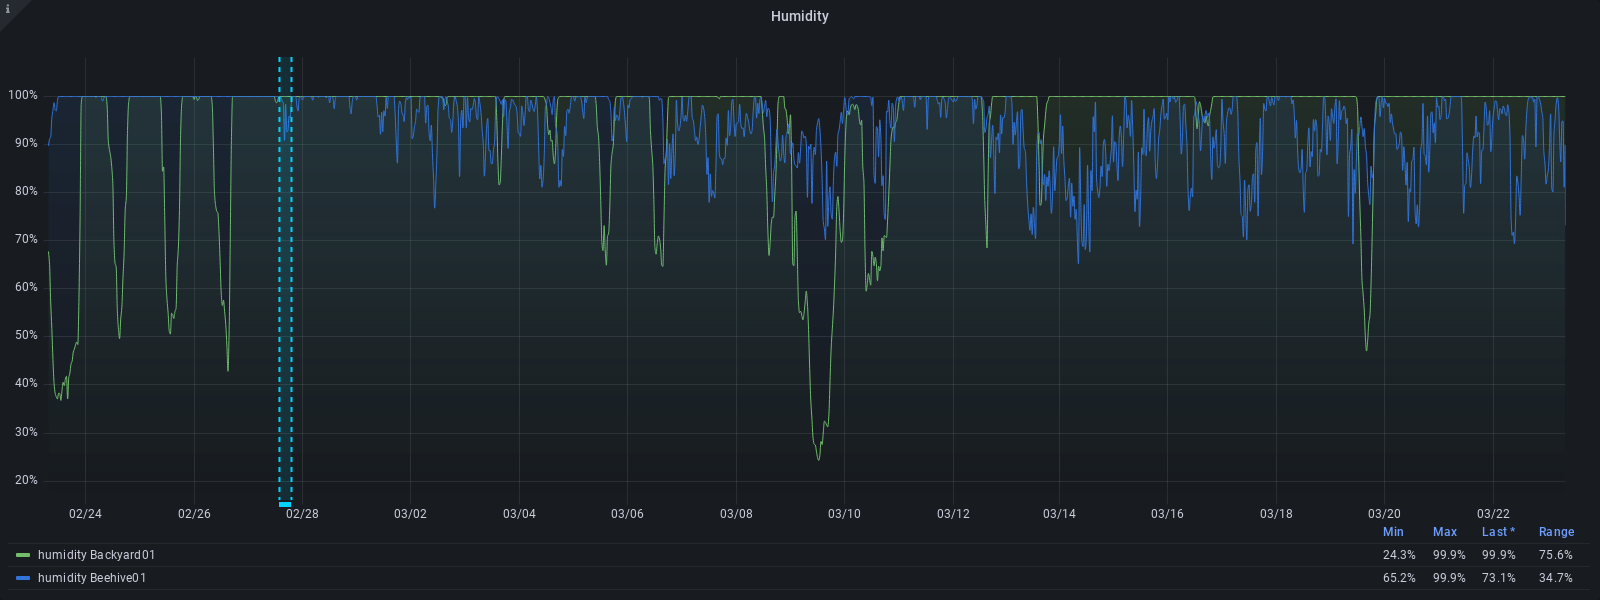 i
Humidity
100%
90%
80%
70%
60%
50%
40%
30%
20%
02/24 02/26 02/28 03/02 03/04 03/06 03/08 03/10 03/12 03/14 03/16 03/18 03/20 03/22
Min Max Last * Range
humidity Backyard01 24.3% 99.9% 99.9% 75.6%
humidity Beehive01 65.2% 99.9% 73.1% 34.7%